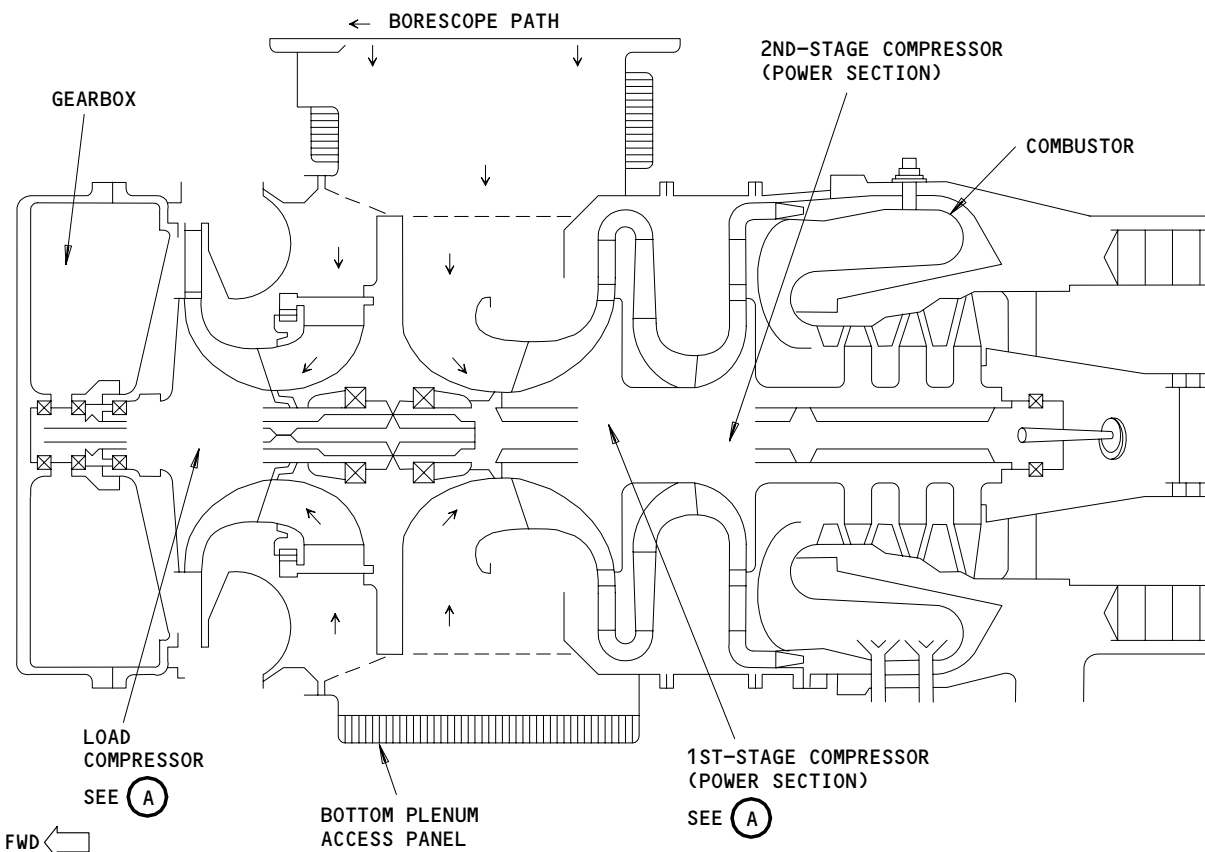 ← BORESCOPE PATH
2ND-STAGE COMPRESSOR
(POWER SECTION)
GEARBOX
COMBUSTOR
LOAD
COMPRESSOR
SEE A
1ST-STAGE COMPRESSOR
(POWER SECTION)
SEE A
BOTTOM PLENUM
ACCESS PANEL
FWD